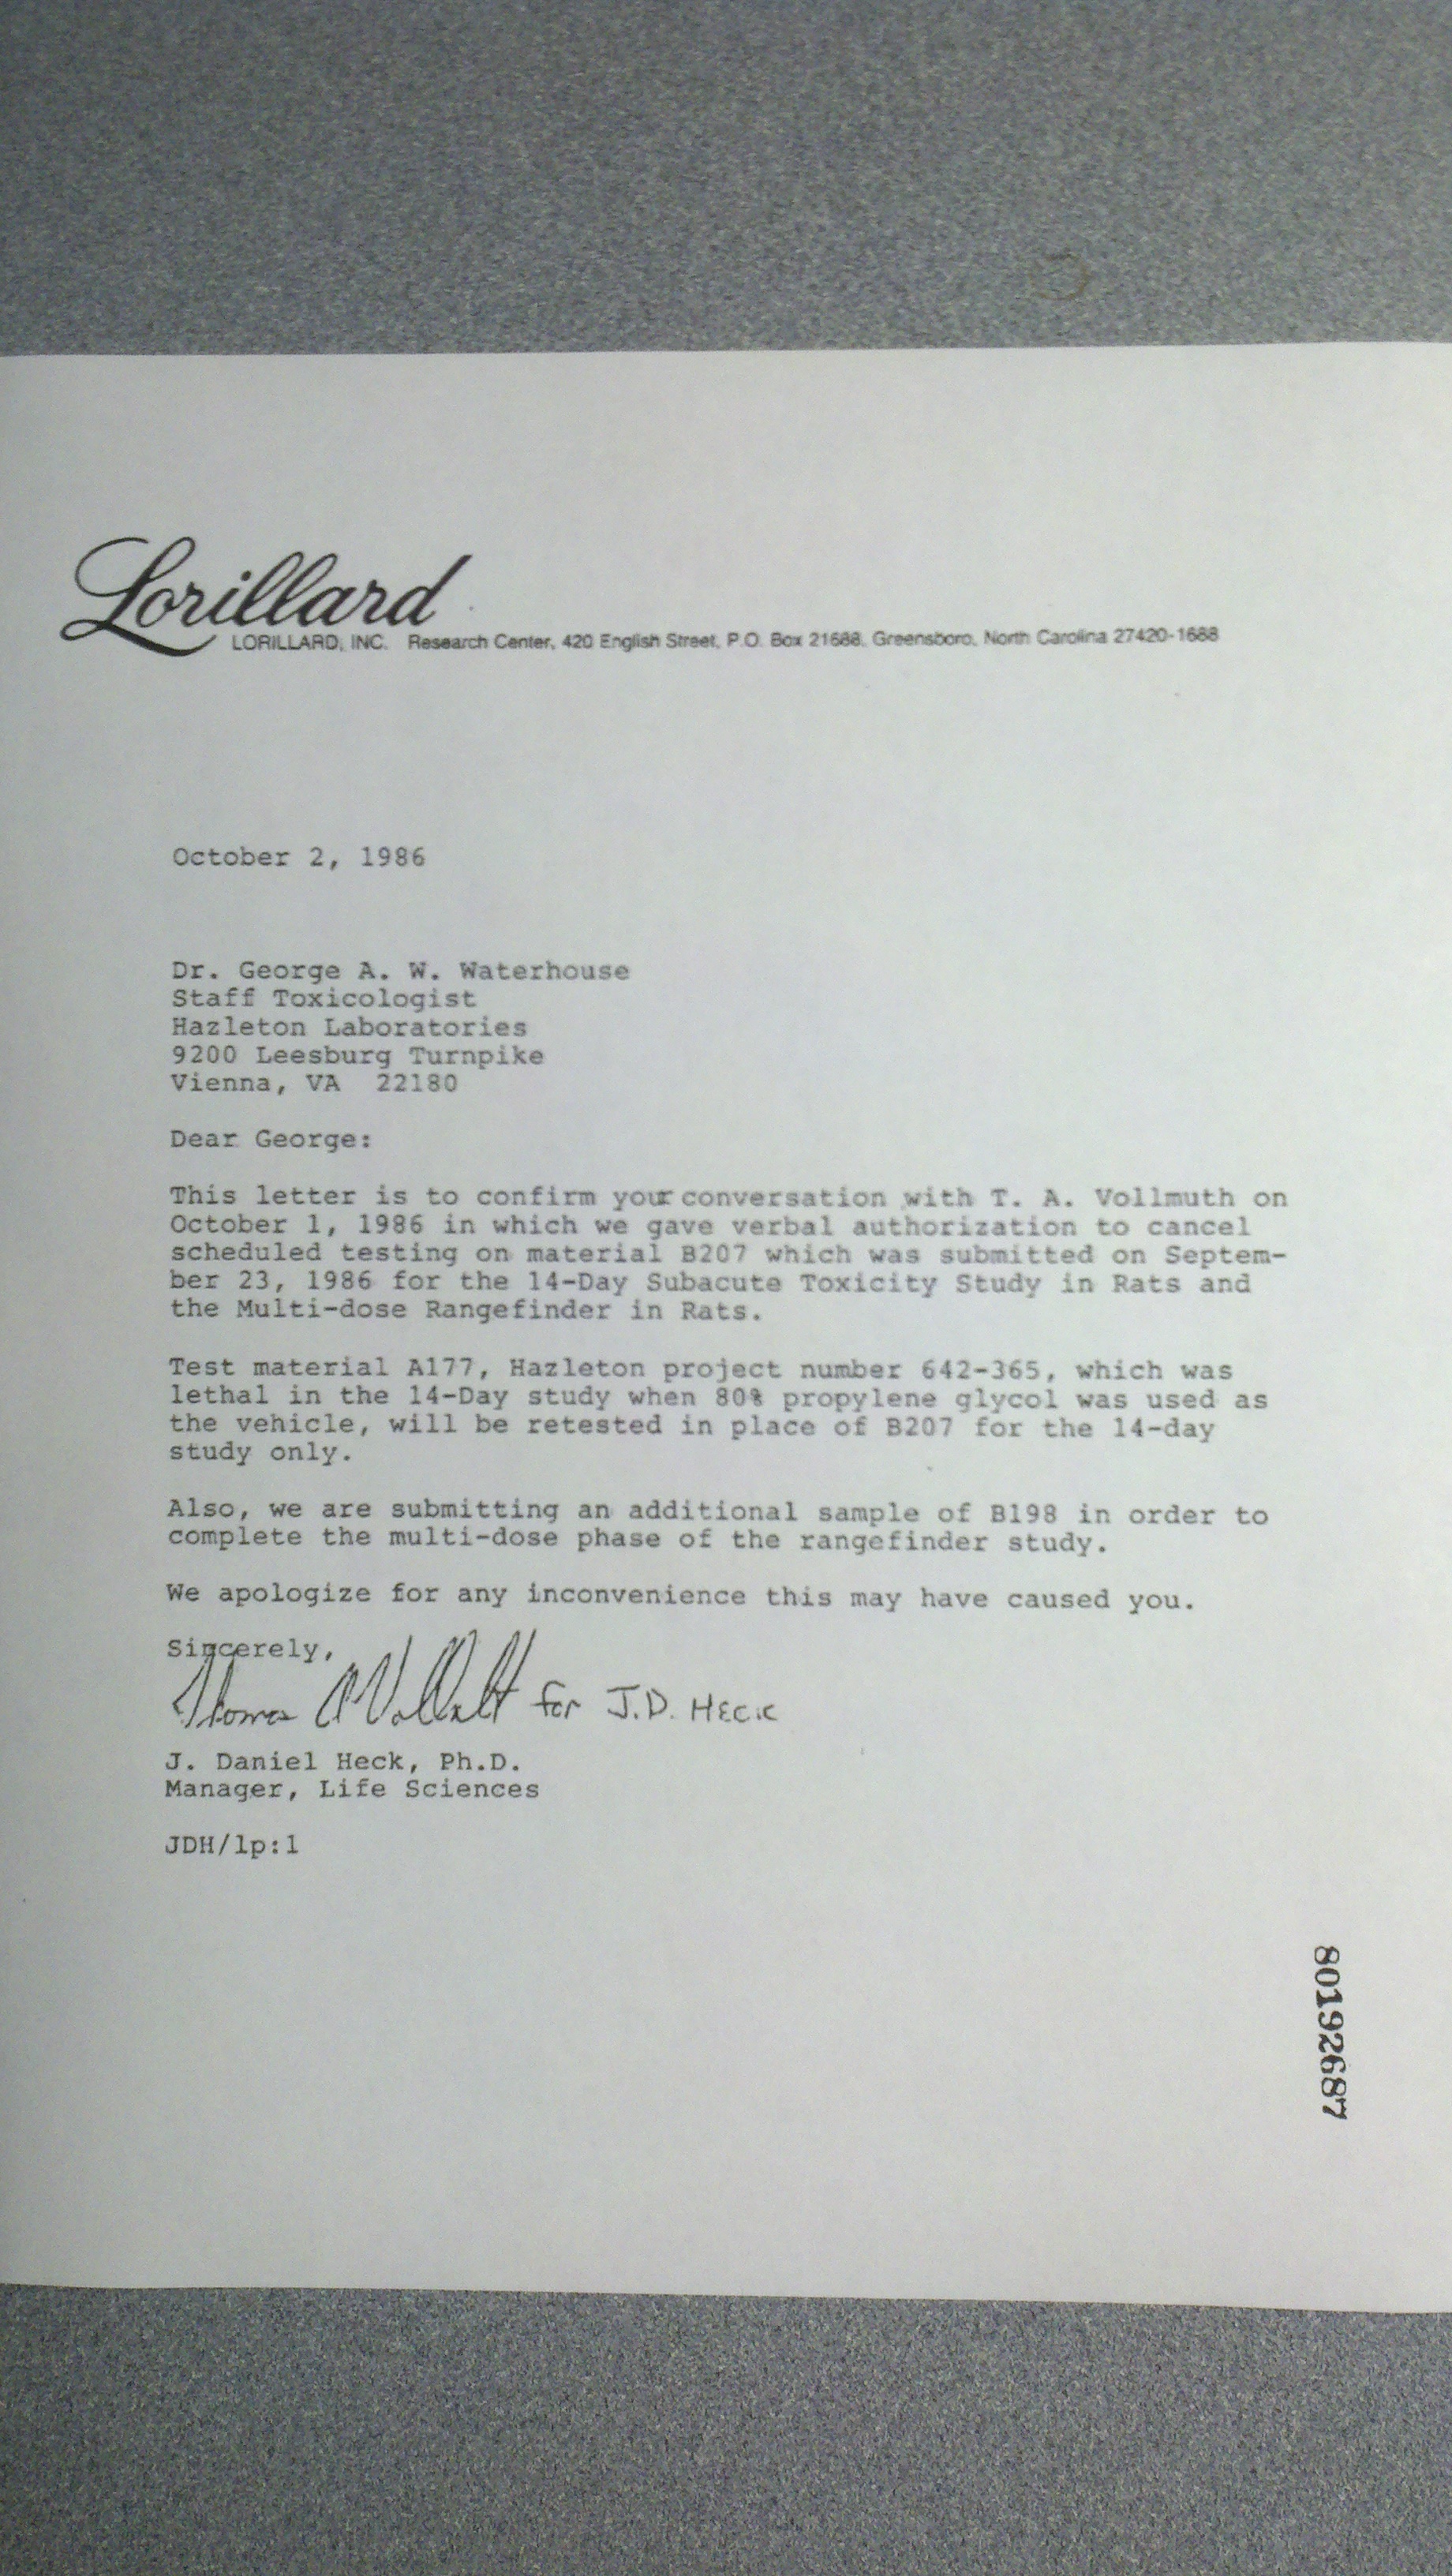 Lorillard
LORILLARD, INC. Research Center, 420 English Street, P.O. Box 21688, Greensboro, North Carolina 27420-1688
October 2, 1986
Dr. George A. W. Waterhouse
Staff Toxicologist
Hazleton Laboratories
9200 Leesburg Turnpike
Vienna, VA 22180
Dear George:
This letter is to confirm your conversation with T. A. Vollmuth on
October 1, 1986 in which we gave verbal authorization to cancel
scheduled testing on material B207 which was submitted on Septem-
ber 23, 1986 for the 14-Day Subacute Toxicity Study in Rats and
the Multi-dose Rangefinder in Rats.
Test material A177, Hazleton project number 642-365, which was
lethal in the 14-Day study when 80% propylene glycol was used as
the vehicle, will be retested in place of B207 for the 14-day
study only.
Also, we are submitting an additional sample of B198 in order to
complete the multi-dose phase of the rangefinder study.
We apologize for any inconvenience this may have caused you.
Sincerely,
Thomas A for J.D. HECK
J. Daniel Heck, Ph.D.
Manager, Life Sciences
JDH/lp:1
80192687